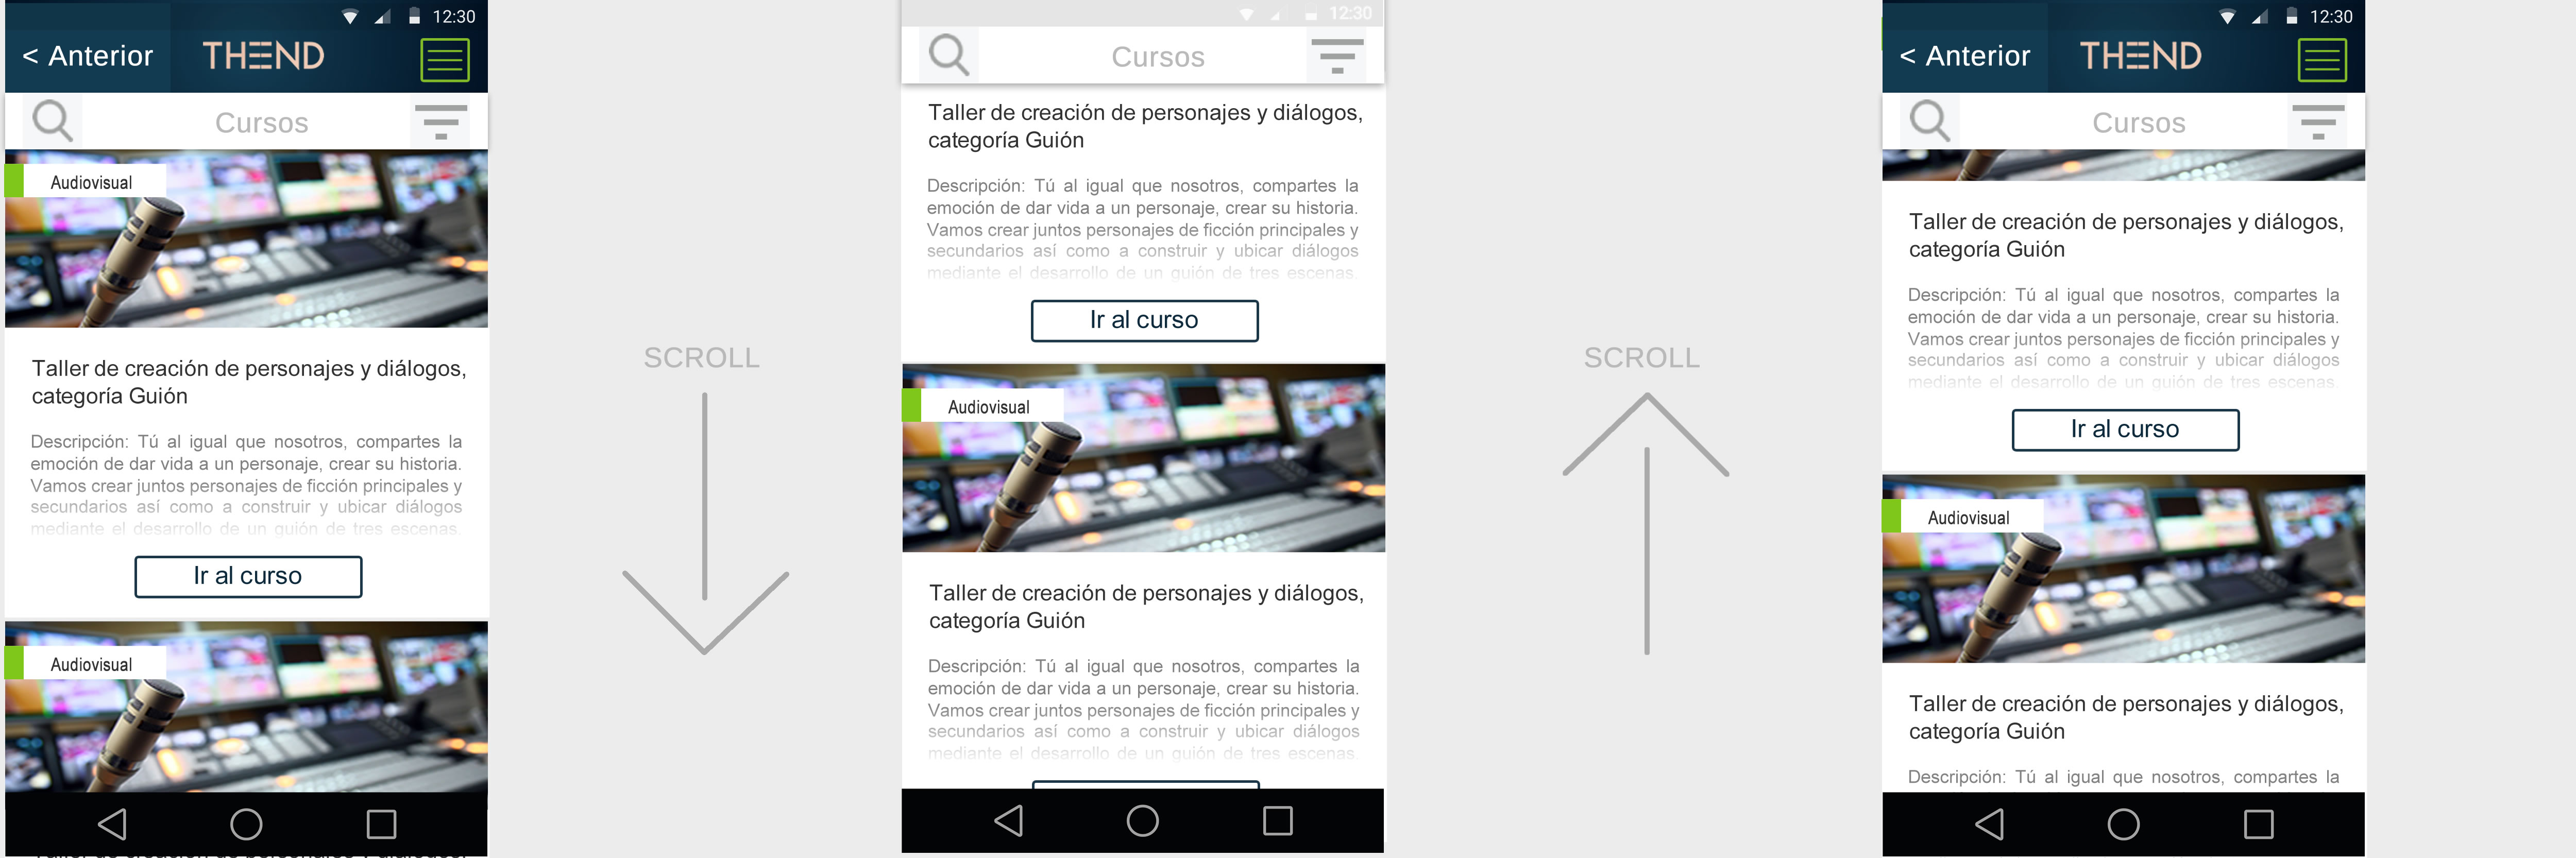 12:30
< Anterior
THEND
Cursos
Audiovisual
Taller de creación de personajes y diálogos,
categoría Guión
Descripción: Tú al igual que nosotros, compartes la
emoción de dar vida a un personaje, crear su historia.
Vamos crear juntos personajes de ficción principales y
secundarios así como a construir y ubicar diálogos
mediante el desarrollo de un guión de tres escenas.
Ir al curso
Audiovisual
SCROLL
12:30
Cursos
Taller de creación de personajes y diálogos,
categoría Guión
Descripción: Tú al igual que nosotros, compartes la
emoción de dar vida a un personaje, crear su historia.
Vamos crear juntos personajes de ficción principales y
secundarios así como a construir y ubicar diálogos
mediante el desarrollo de un guión de tres escenas.
Ir al curso
Audiovisual
Taller de creación de personajes y diálogos,
categoría Guión
Descripción: Tú al igual que nosotros, compartes la
emoción de dar vida a un personaje, crear su historia.
Vamos crear juntos personajes de ficción principales y
secundarios así como a construir y ubicar diálogos
mediante el desarrollo de un guión de tres escenas.
SCROLL
12:30
< Anterior
THEND
Cursos
Taller de creación de personajes y diálogos,
categoría Guión
Descripción: Tú al igual que nosotros, compartes la
emoción de dar vida a un personaje, crear su historia.
Vamos crear juntos personajes de ficción principales y
secundarios así como a construir y ubicar diálogos
mediante el desarrollo de un guión de tres escenas.
Ir al curso
Audiovisual
Taller de creación de personajes y diálogos,
categoría Guión
Descripción: Tú al igual que nosotros, compartes la